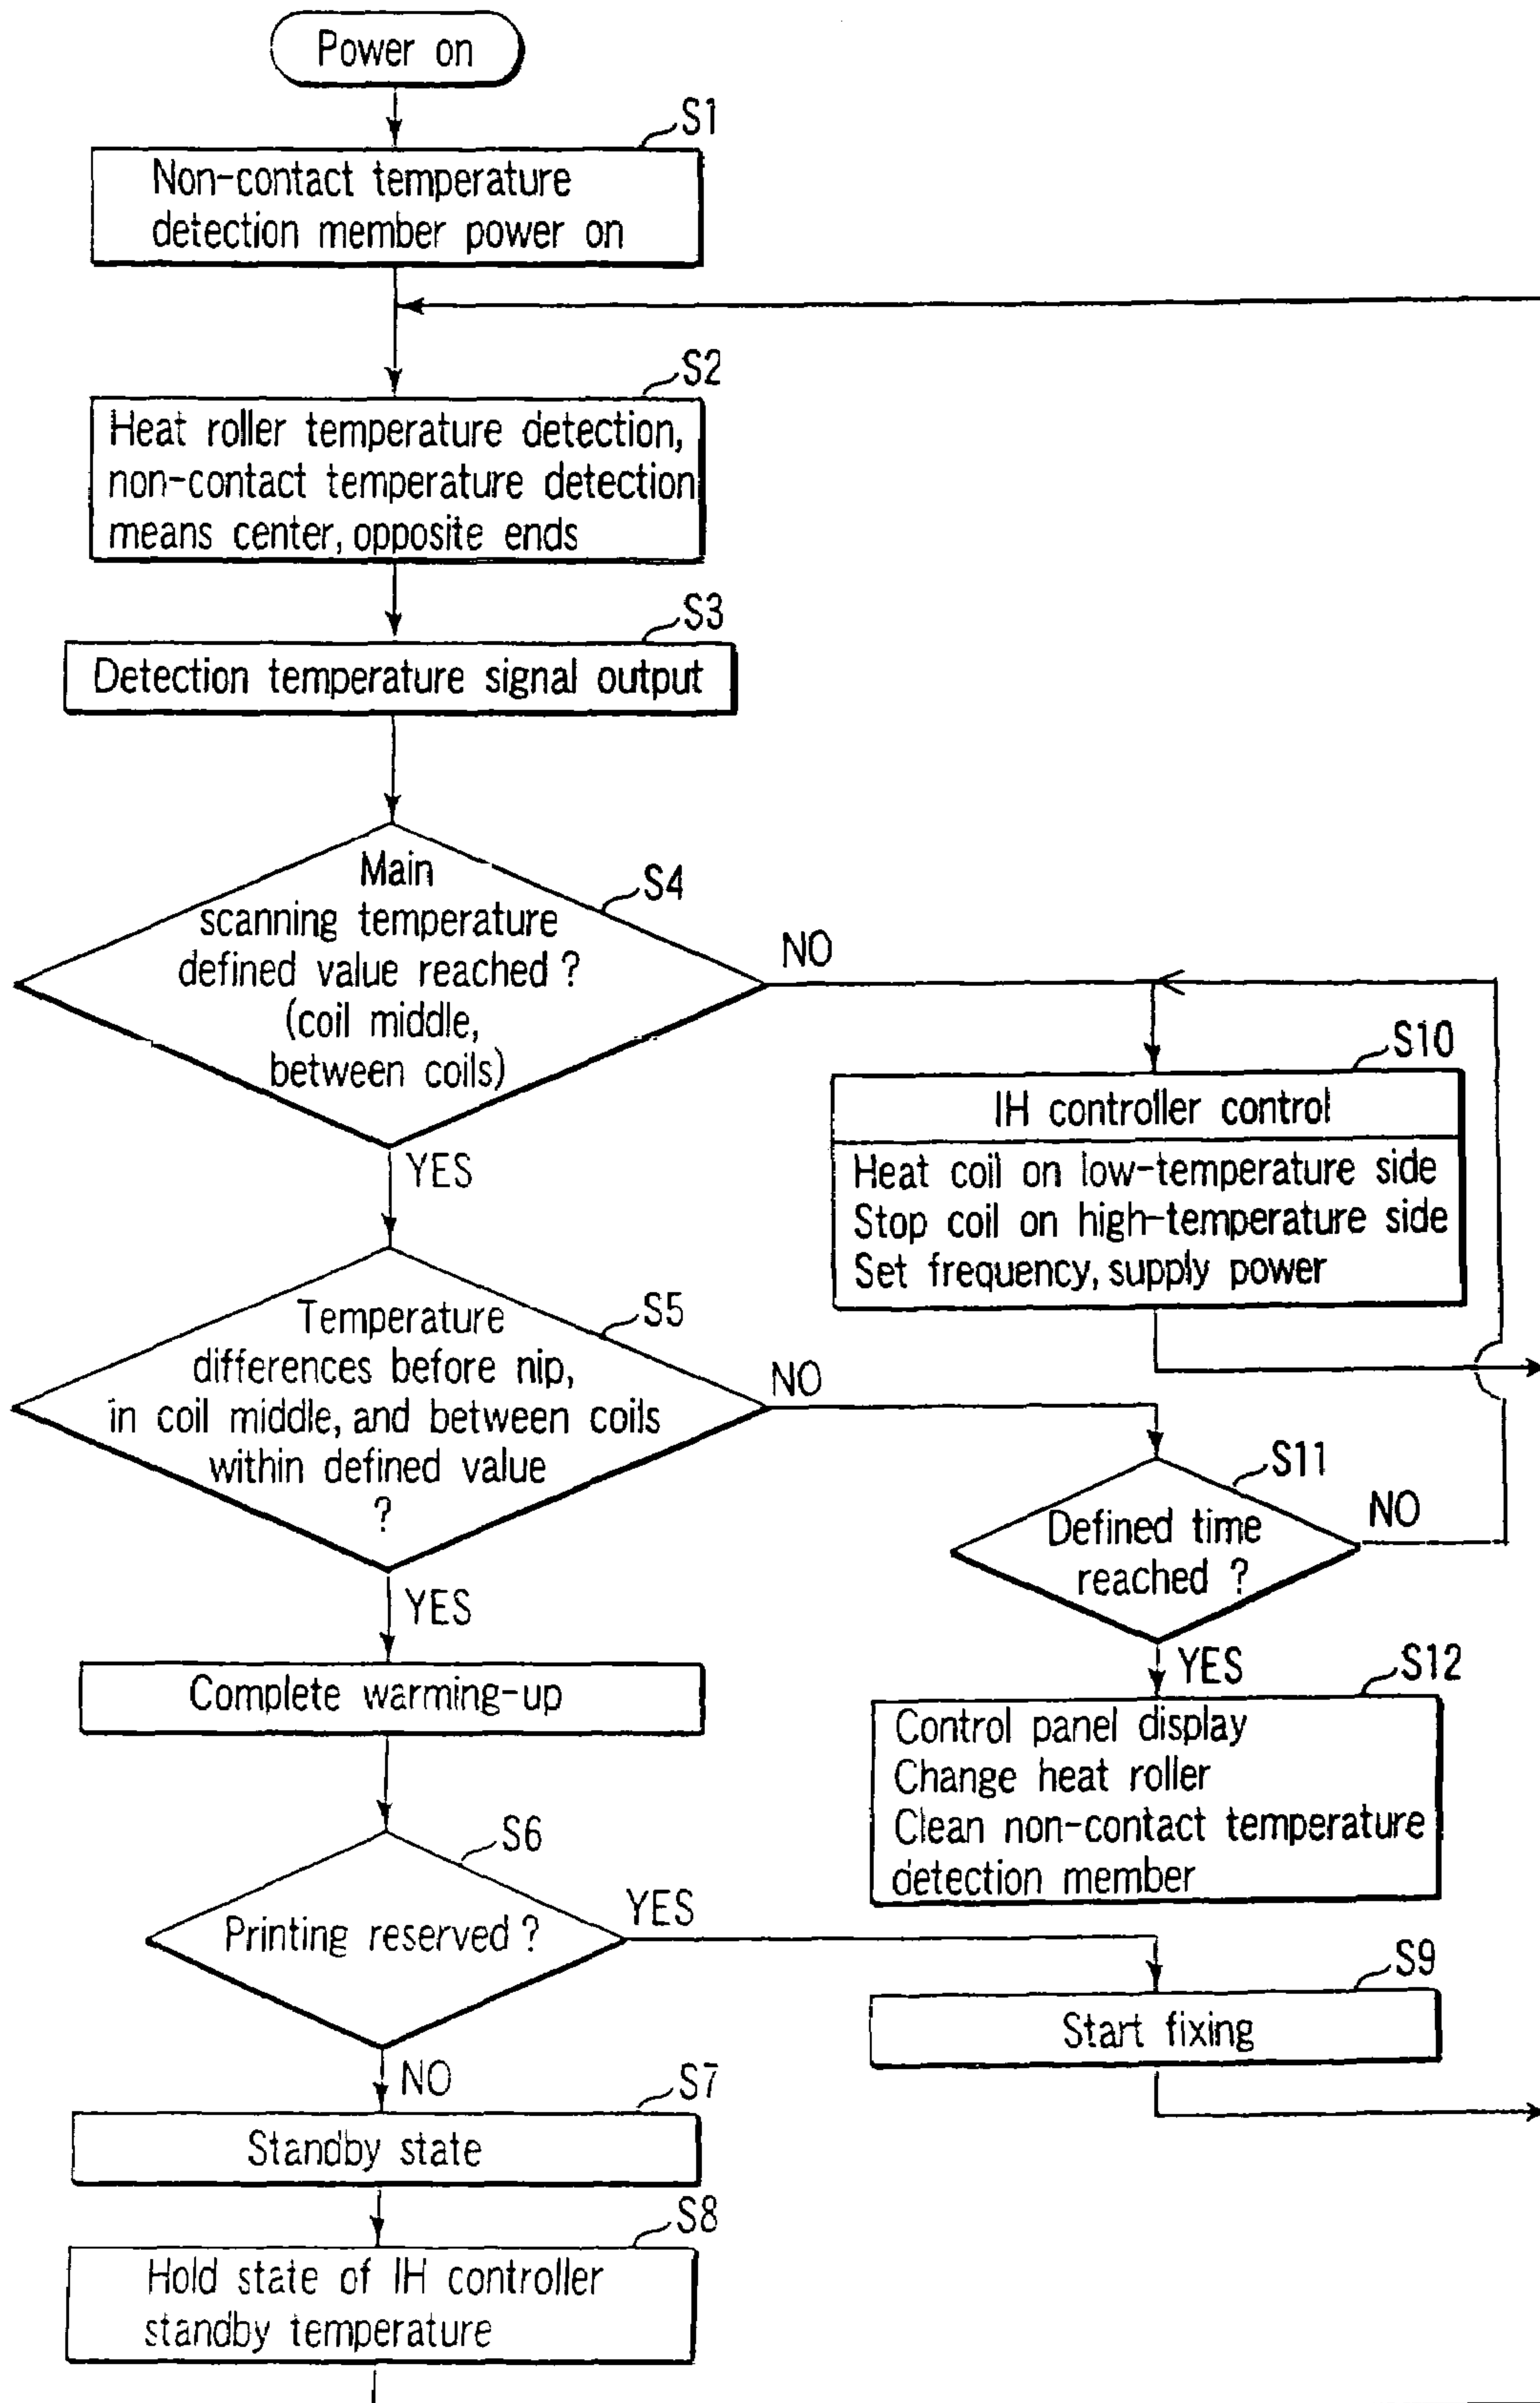 Power on
S1
Non-contact temperature
detection member power on
S2
Heat roller temperature detection,
non-contact temperature detection
means center, opposite ends
S3
Detection temperature signal output
S4
Main
scanning temperature
defined value reached ?
(coil middle,
between coils)
NO
YES
S10
IH controller control
Heat coil on low-temperature side
Stop coil on high-temperature side
Set frequency, supply power
S5
Temperature
differences before nip,
in coil middle, and between coils
within defined value
?
NO
YES
S11
Defined time
reached ?
NO
YES
S12
Control panel display
Change heat roller
Clean non-contact temperature
detection member
Complete warming-up
S6
Printing reserved ?
YES
NO
S9
Start fixing
S7
Standby state
S8
Hold state of IH controller
standby temperature